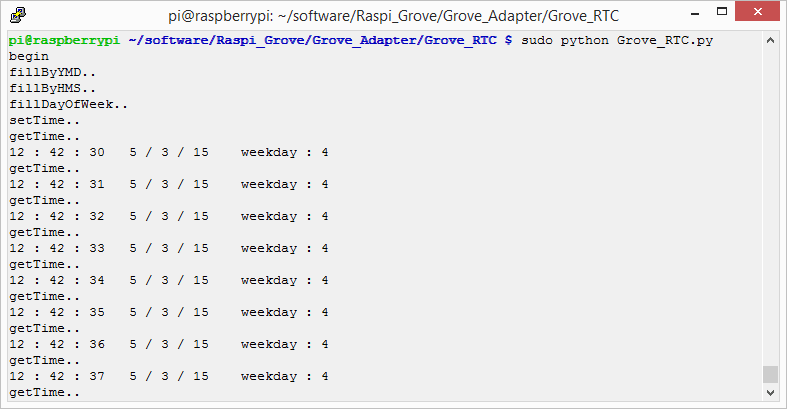 pi@raspberrypi: ~/software/Raspi_Grove/Grove_Adapter/Grove_RTC
pi@raspberrypi ~/software/Raspi_Grove/Grove_Adapter/Grove_RTC $ sudo python Grove_RTC.py
begin
fillByYMD..
fillByHMS..
fillDayOfWeek..
setTime..
getTime..
12 : 42 : 30   5 / 3 / 15    weekday : 4
getTime..
12 : 42 : 31   5 / 3 / 15    weekday : 4
getTime..
12 : 42 : 32   5 / 3 / 15    weekday : 4
getTime..
12 : 42 : 33   5 / 3 / 15    weekday : 4
getTime..
12 : 42 : 34   5 / 3 / 15    weekday : 4
getTime..
12 : 42 : 35   5 / 3 / 15    weekday : 4
getTime..
12 : 42 : 36   5 / 3 / 15    weekday : 4
getTime..
12 : 42 : 37   5 / 3 / 15    weekday : 4
getTime..